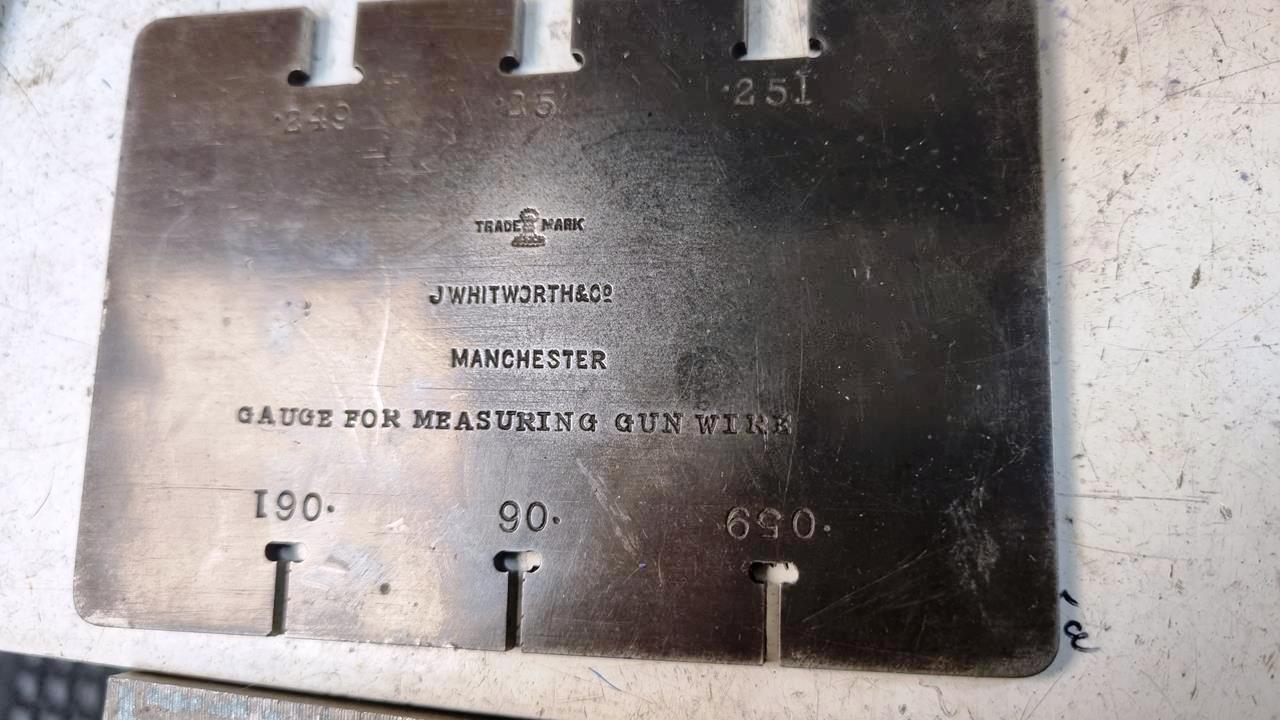 .249 .25 .251
TRADE MARK
J WHITWORTH & Cº
MANCHESTER
GAUGE FOR MEASURING GUN WIRE
.061 .06 .059